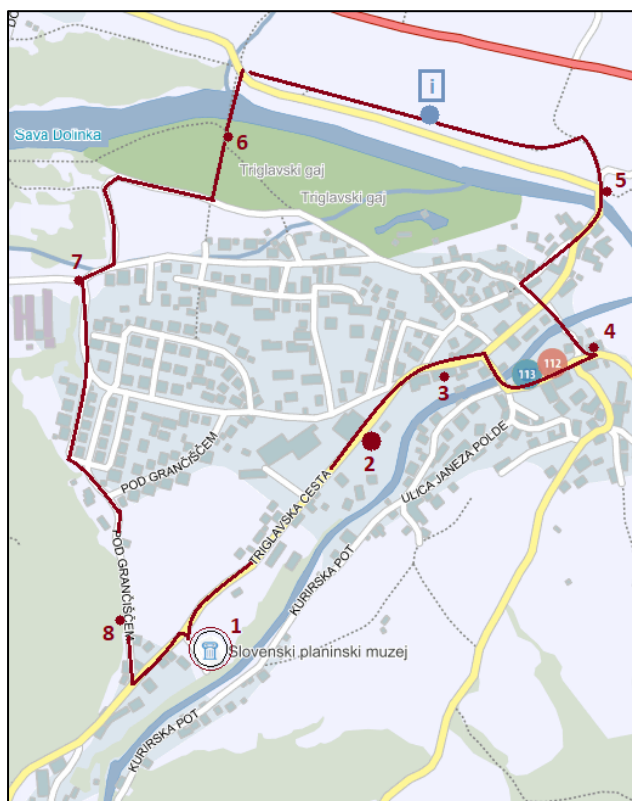 i
Sava Dolinka
6
Triglavski gaj
Triglavski gaj
5
7
4
112
113
3
2
POD GRANČIŠČEM
TRIGLAVSKA CESTA
ULICA JANEZA POLDE
POD GRANČIŠČEM
KURIRSKA POT
8
1
Slovenski planinski muzej
KURIRSKA POT